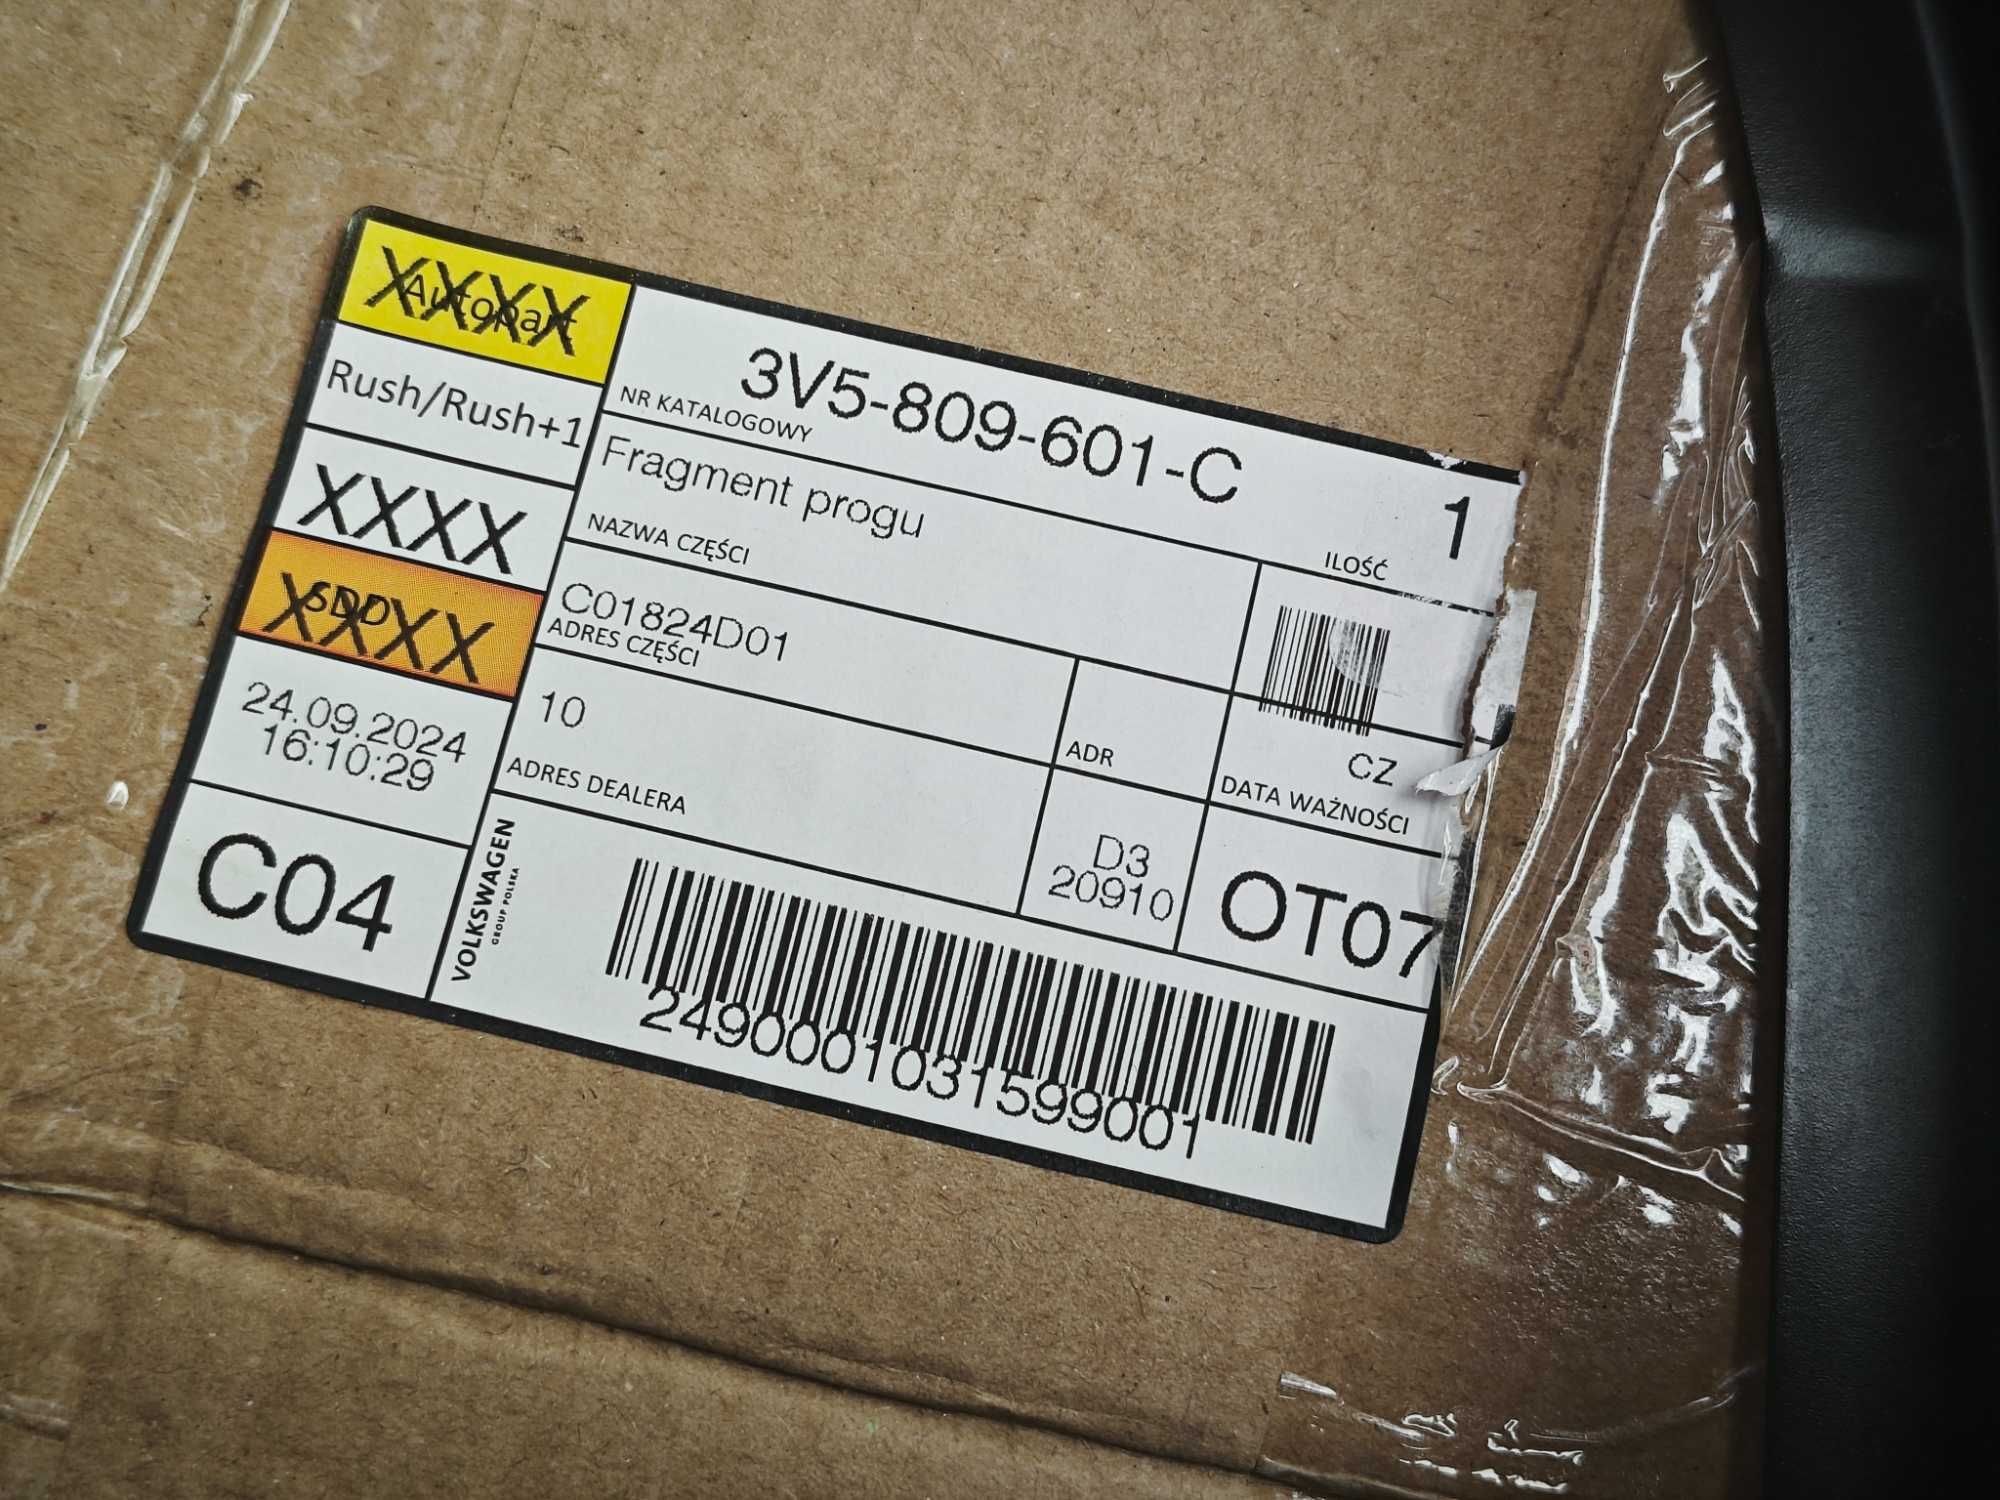 XXXX
Autopart
Rush/Rush+1
XXXX
SDD
XXXX
24.09.2024
16:10:29
C04
3V5-809-601-C
NR KATALOGOWY
1
ILOŚĆ
Fragment progu
NAZWA CZĘŚCI
C01824D01
ADRES CZĘŚCI
10
ADRES DEALERA
ADR
CZ
DATA WAŻNOŚCI
D3
20910
OT07
VOLKSWAGEN
GROUP POLSKA
2490001031599001